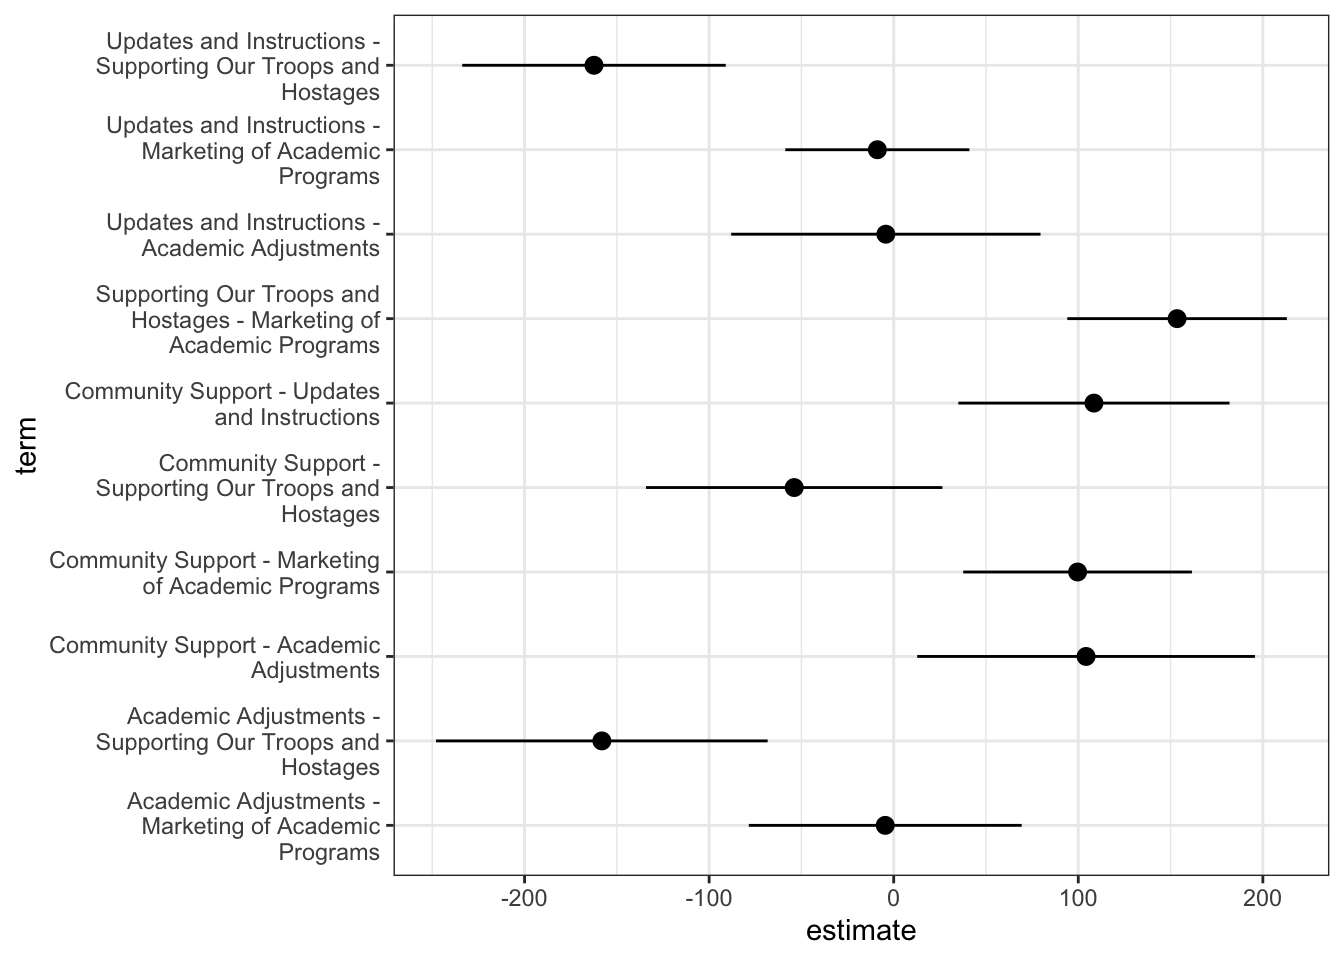 Updates and Instructions -
Supporting Our Troops and
Hostages
Updates and Instructions -
Marketing of Academic
Programs
Updates and Instructions -
Academic Adjustments
Supporting Our Troops and
Hostages - Marketing of
Academic Programs
Community Support - Updates
and Instructions
Community Support -
Supporting Our Troops and
Hostages
Community Support - Marketing
of Academic Programs
Community Support - Academic
Adjustments
Academic Adjustments -
Supporting Our Troops and
Hostages
Academic Adjustments -
Marketing of Academic
Programs
term
-200 -100 0 100 200
estimate